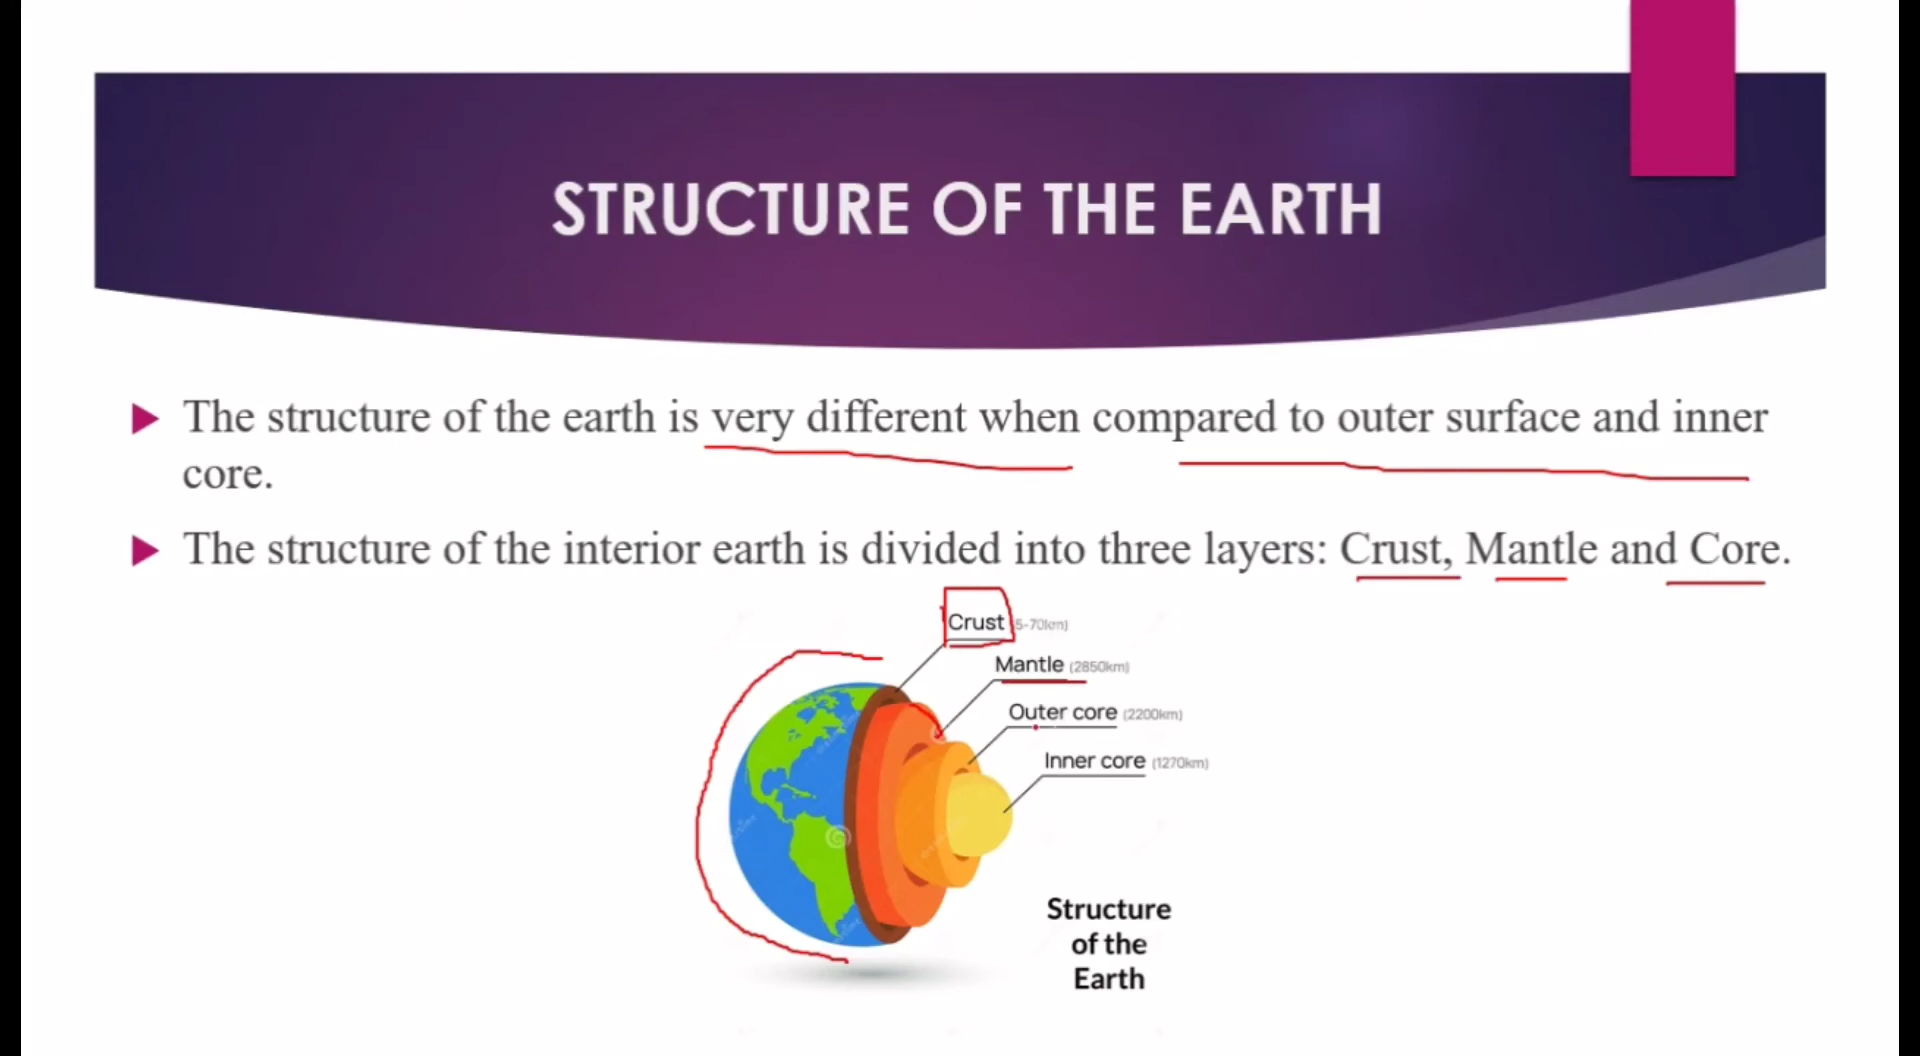 STRUCTURE OF THE EARTH
The structure of the earth is very different when compared to outer surface and inner
core.
The structure of the interior earth is divided into three layers: Crust, Mantle and Core.
Crust (5-70km)
Mantle (2850km)
Outer core (2200km)
Inner core (1270km)
Structure
of the
Earth